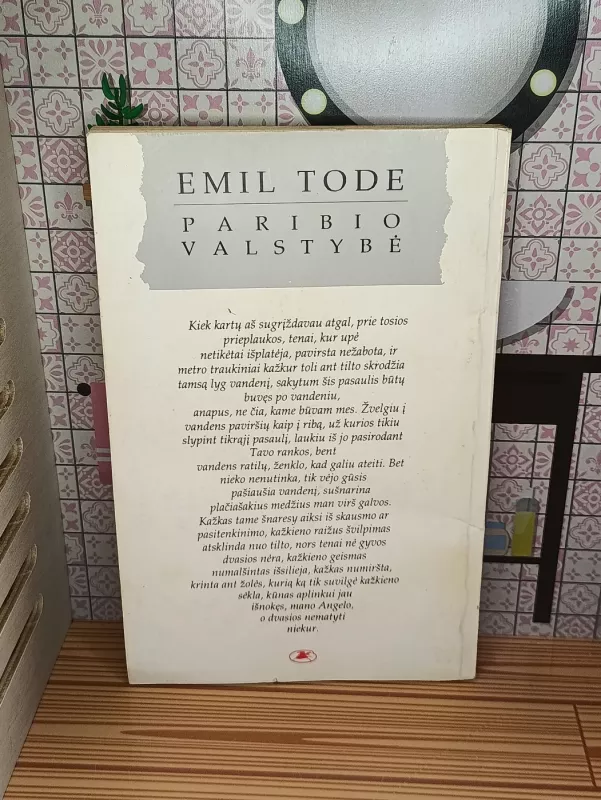 EMIL TODE
PARIBIO
VALSTYBĖ
Kiek kartų aš sugrįždavau atgal, prie tosios
prieplaukos, tenai, kur upė
netikėtai išplatėja, pavirsta nežabota, ir
metro traukiniai kažkur toli ant tilto skrodžia
tamsą lyg vandenį, sakytum šis pasaulis būtų
buvęs po vandeniu,
anapus, ne čia, kame būvam mes. Žvelgiu į
vandens paviršių kaip į ribą, už kurios tikiu
slypint tikrąjį pasaulį, laukiu iš jo pasirodant
Tavo rankos, bent
vandens ratilų, ženklo, kad galiu ateiti. Bet
nieko nenutinka, tik vėjo gūsis
pašiaušia vandenį, sušnarina
plačiašakius medžius man virš galvos.
Kažkas tame šnaresy aiksi iš skausmo ar
pasitenkinimo, kažkieno raižus švilpimas
atsklinda nuo tilto, nors tenai nė gyvos
dvasios nėra, kažkieno geismas
numalšintas išsilieja, kažkas numiršta,
krinta ant žolės, kurią ką tik suvilgė kažkieno
sėkla, kūnas aplinkui jau
išnokęs, mano Angelo,
o dvasios nematyti
niekur.